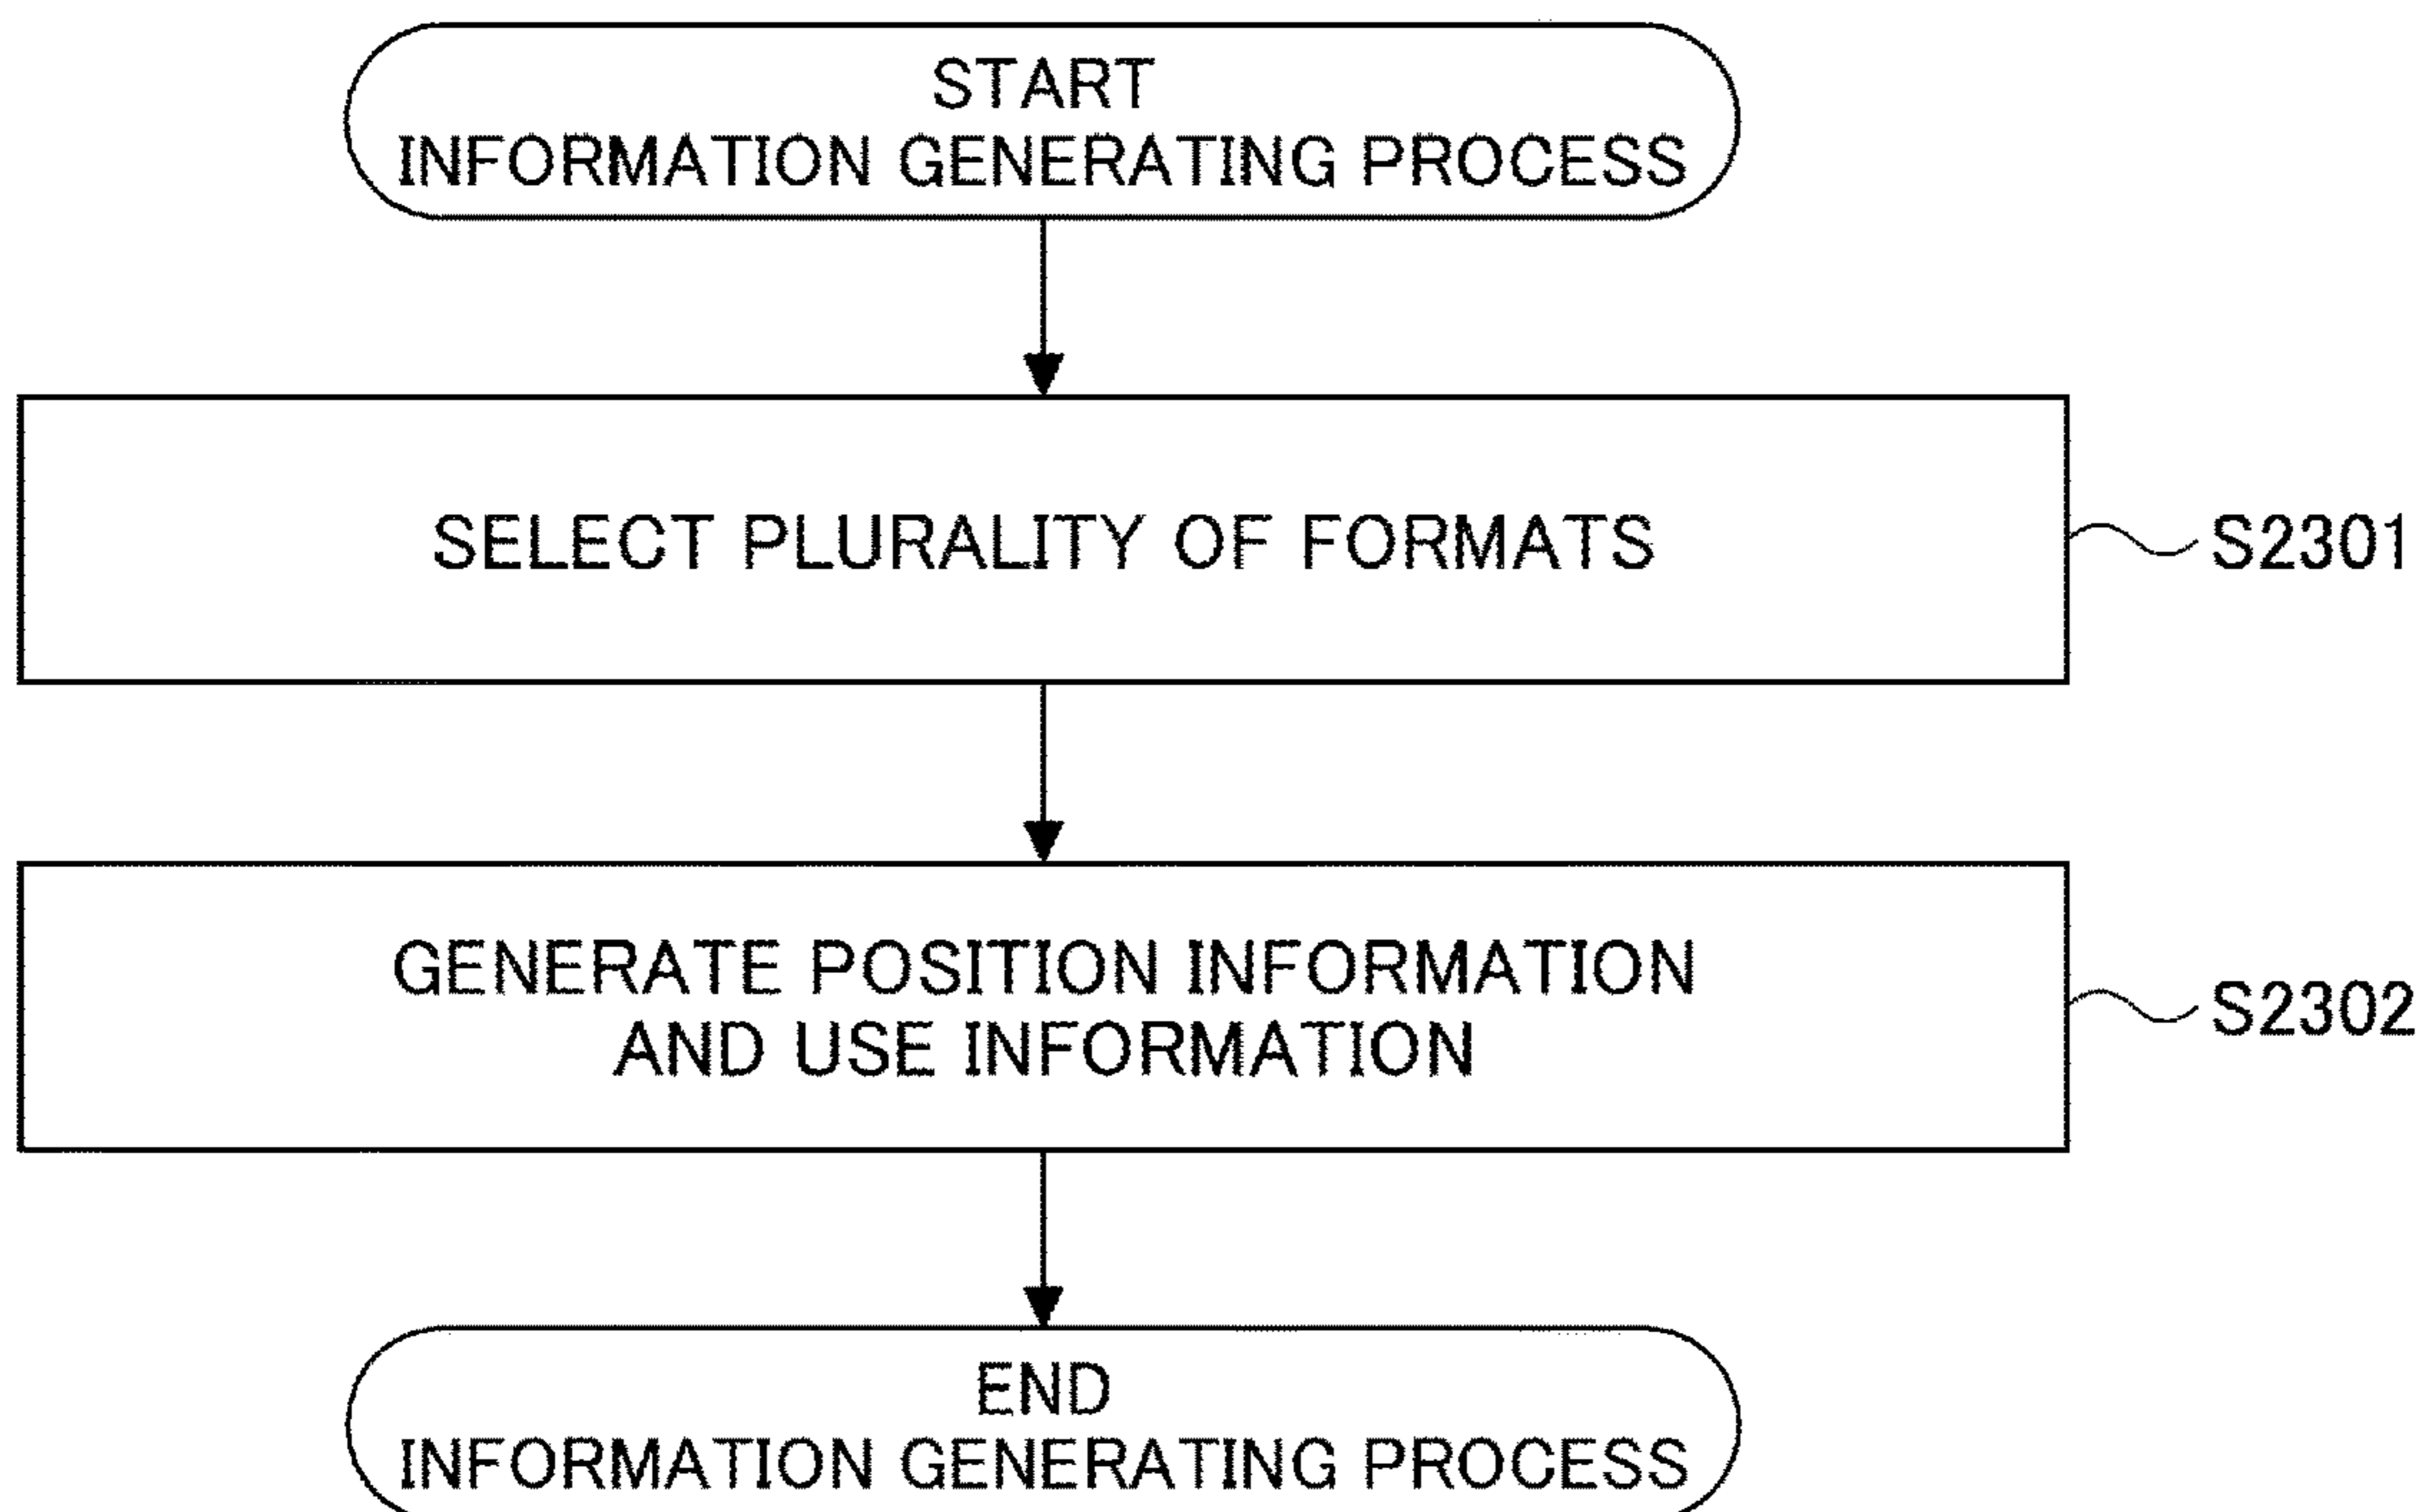 START
INFORMATION GENERATING PROCESS
SELECT PLURALITY OF FORMATS
S2301
GENERATE POSITION INFORMATION
AND USE INFORMATION
S2302
END
INFORMATION GENERATING PROCESS